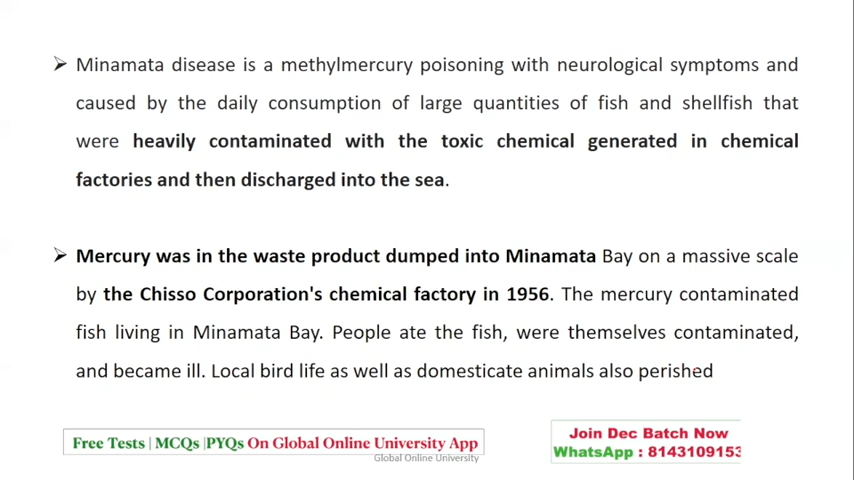 ➢ Minamata disease is a methylmercury poisoning with neurological symptoms and
caused by the daily consumption of large quantities of fish and shellfish that
were heavily contaminated with the toxic chemical generated in chemical
factories and then discharged into the sea.
➢ Mercury was in the waste product dumped into Minamata Bay on a massive scale
by the Chisso Corporation's chemical factory in 1956. The mercury contaminated
fish living in Minamata Bay. People ate the fish, were themselves contaminated,
and became ill. Local bird life as well as domesticate animals also perished
Free Tests | MCQs |PYQs On Global Online University App
Global Online University
Join Dec Batch Now
WhatsApp : 8143109153